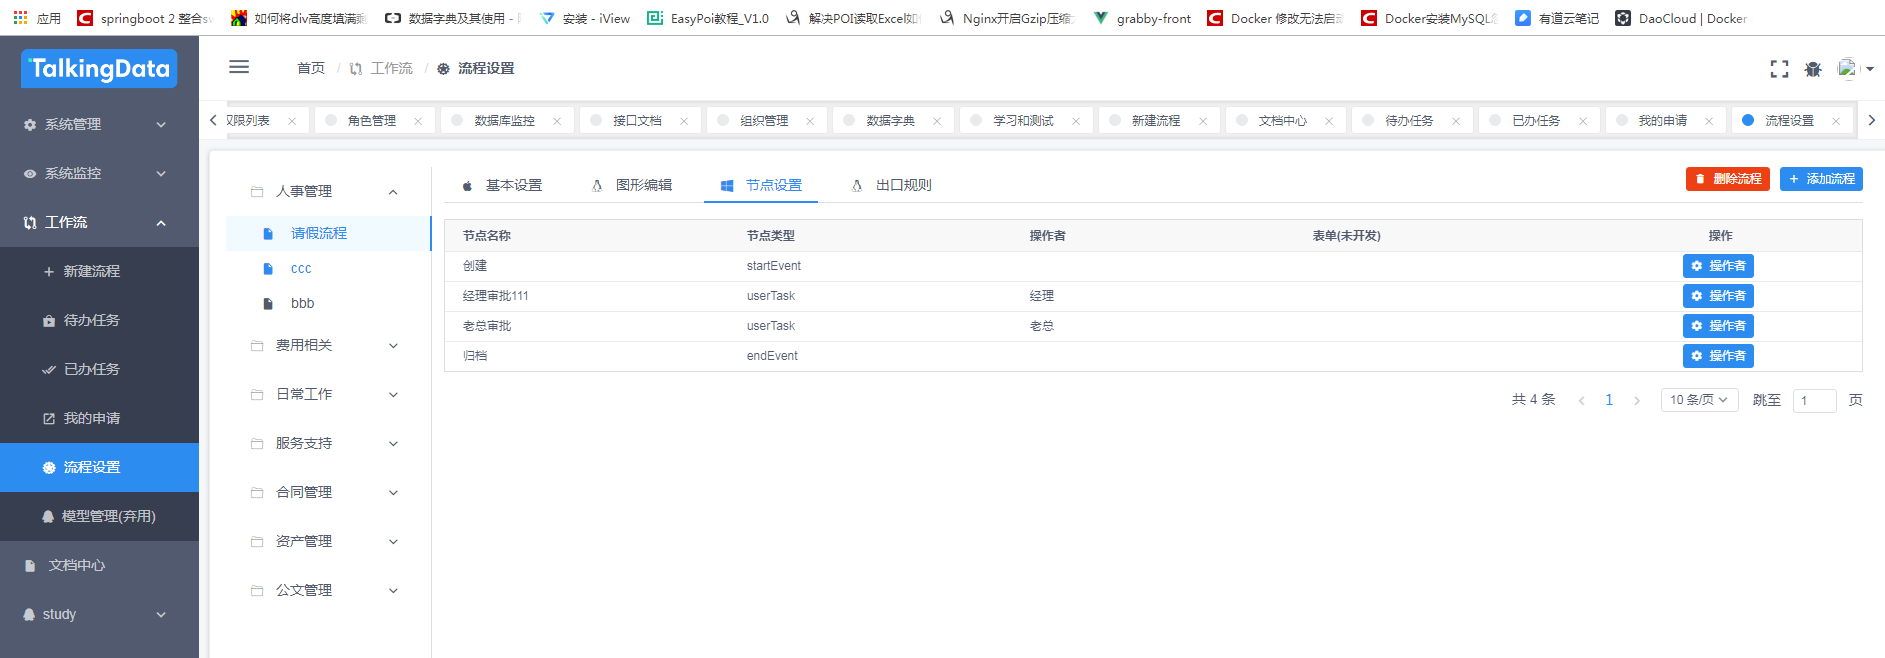 应用 springboot 2 整合sw 如何将div高度填满剩 数据字典及其使用 - 安装 - iView EasyPoi教程_V1.0 解决POI读取Excel如 Nginx开启Gzip压缩 grabby-front Docker 修改无法启动 Docker安装MySQL 有道云笔记 DaoCloud | Docker
TalkingData
首页 / 工作流 / 流程设置
权限列表 角色管理 数据库监控 接口文档 组织管理 数据字典 学习和测试 新建流程 文档中心 待办任务 已办任务 我的申请 流程设置
系统管理
系统监控
工作流
新建流程
待办任务
已办任务
我的申请
流程设置
模型管理(弃用)
文档中心
study
人事管理
请假流程
ccc
bbb
费用相关
日常工作
服务支持
合同管理
资产管理
公文管理
基本设置 图形编辑 节点设置 出口规则
删除流程 + 添加流程
节点名称 节点类型 操作者 表单(未开发) 操作
创建 startEvent 操作者
经理审批111 userTask 经理 操作者
老总审批 userTask 老总 操作者
归档 endEvent 操作者
共 4 条 < 1 > 10 条/页 跳至 1 页